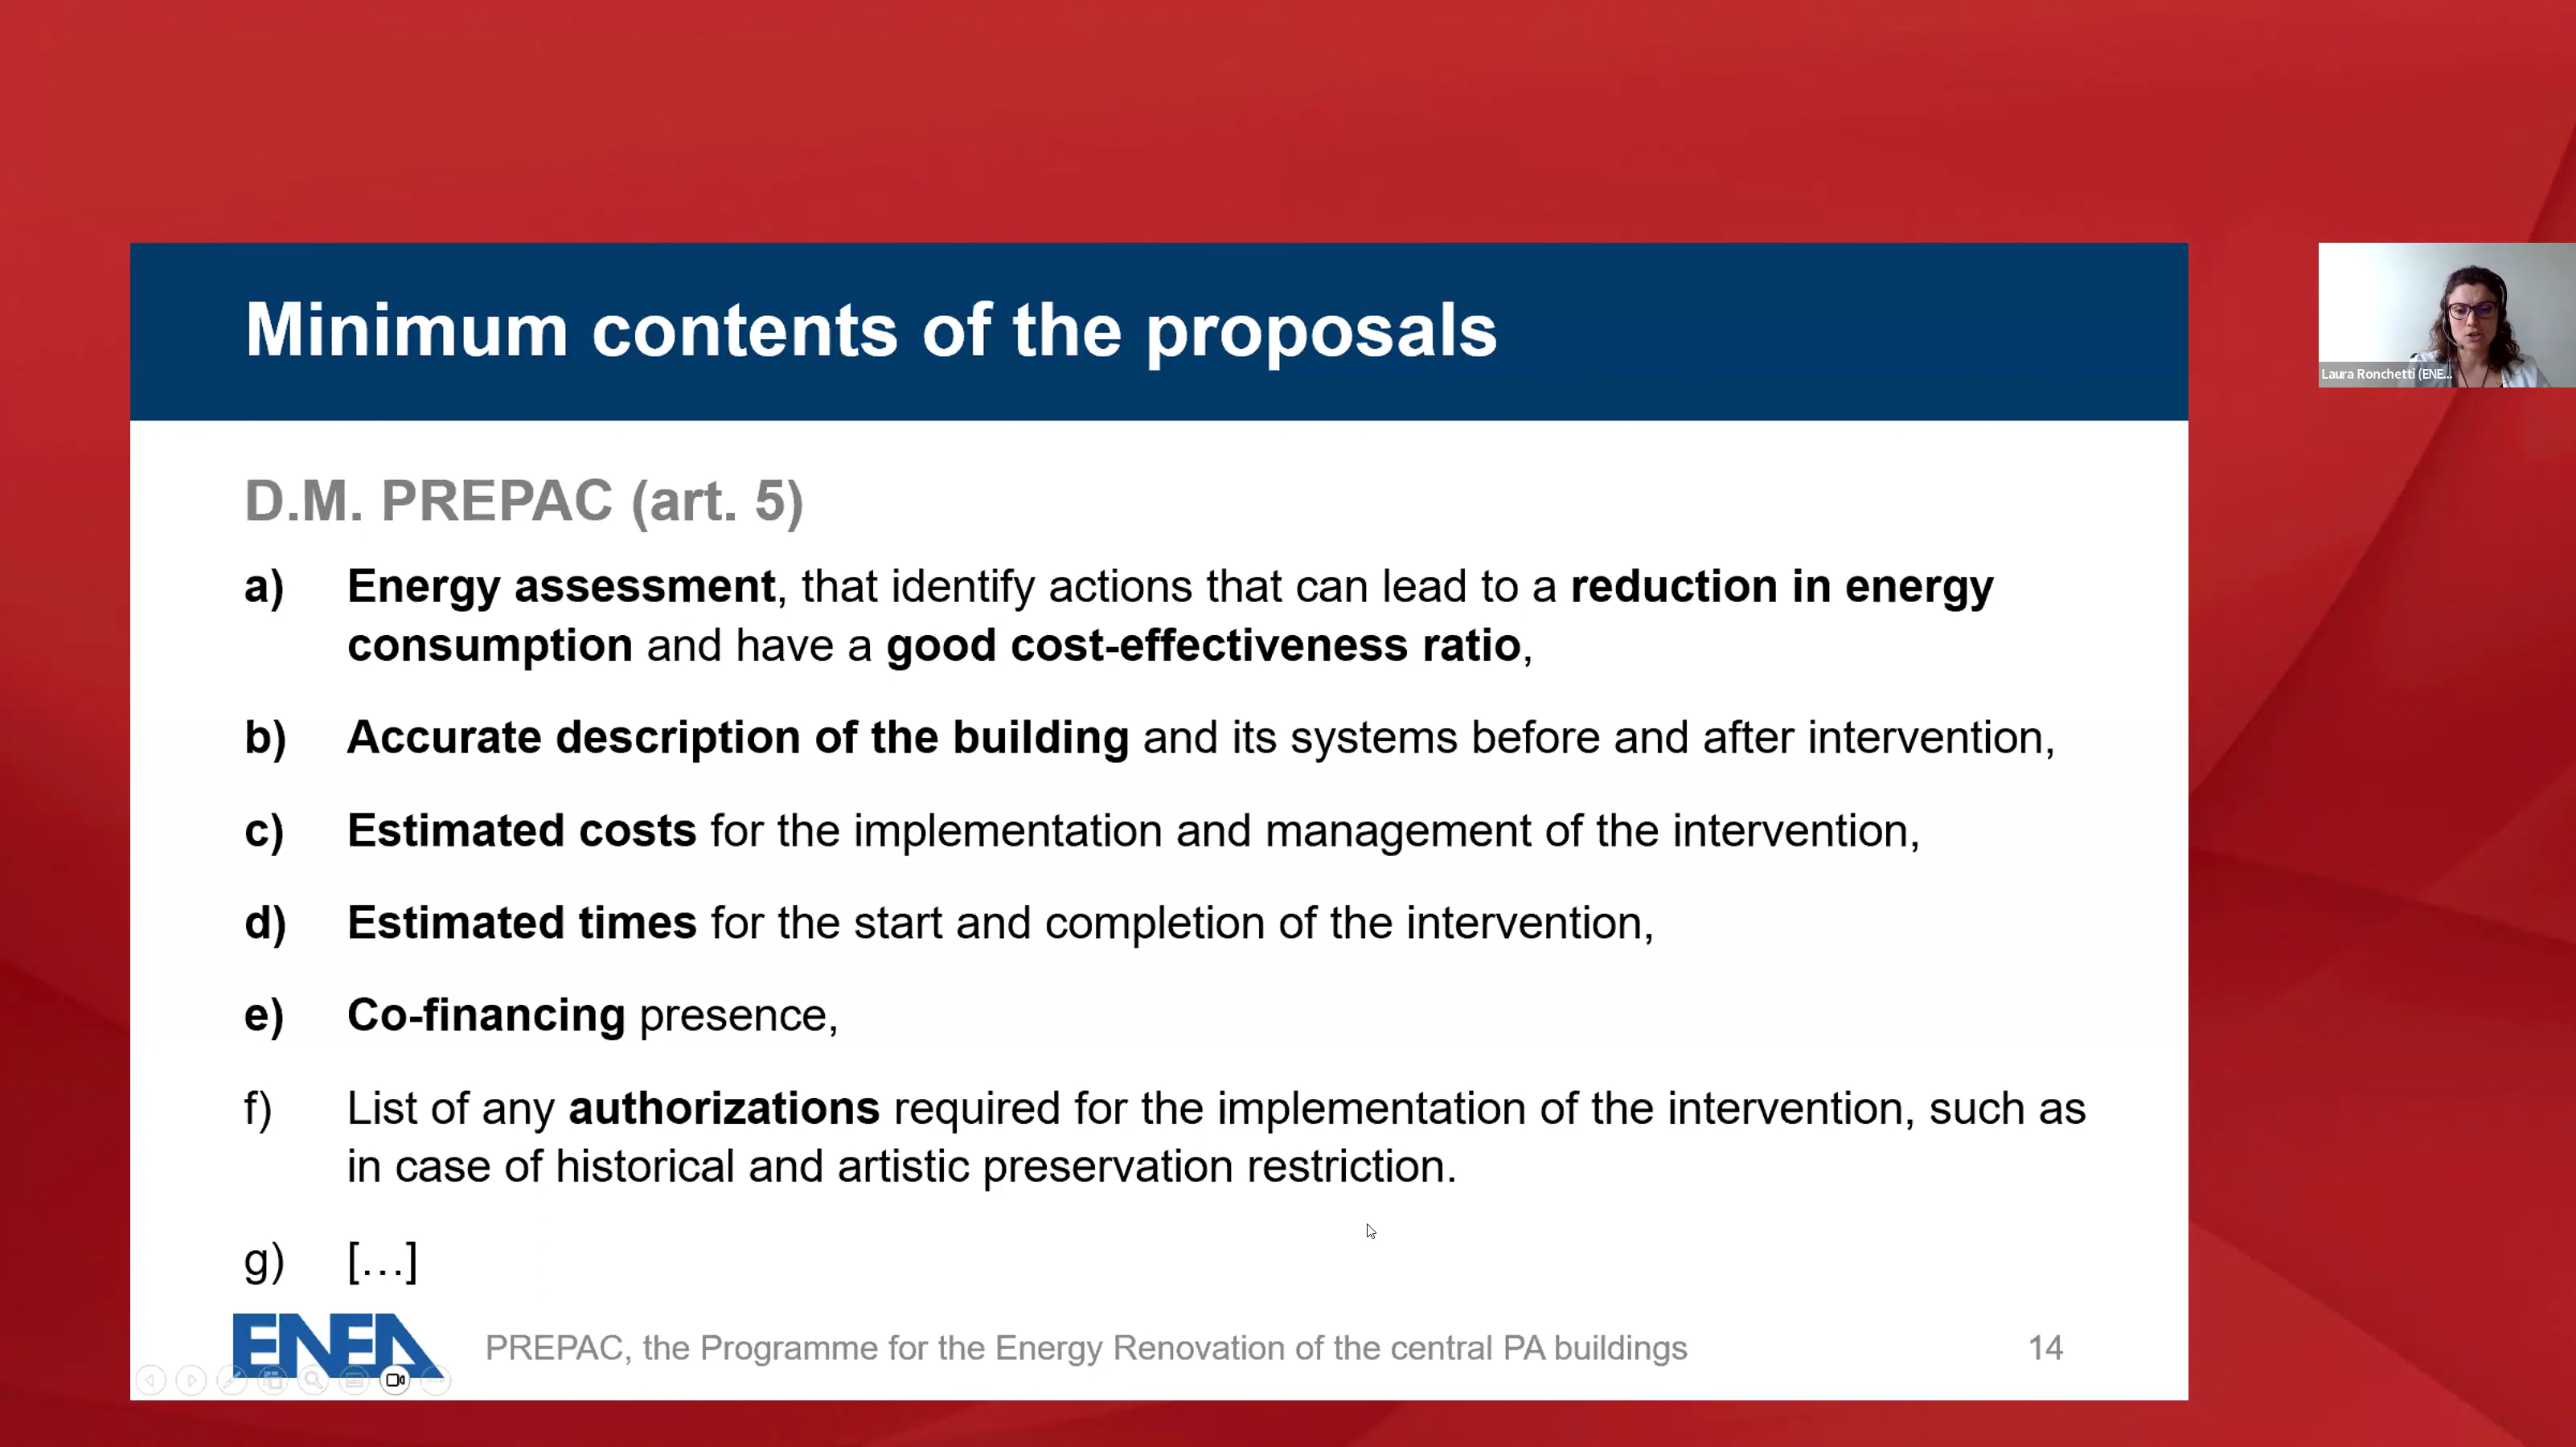 Minimum contents of the proposals
Laura Ronchetti (ENE...
D.M. PREPAC (art. 5)
a) Energy assessment, that identify actions that can lead to a reduction in energy
consumption and have a good cost-effectiveness ratio,
b) Accurate description of the building and its systems before and after intervention,
c) Estimated costs for the implementation and management of the intervention,
d) Estimated times for the start and completion of the intervention,
e) Co-financing presence,
f) List of any authorizations required for the implementation of the intervention, such as
in case of historical and artistic preservation restriction.
g) […]
ENEA
PREPAC, the Programme for the Energy Renovation of the central PA buildings
14